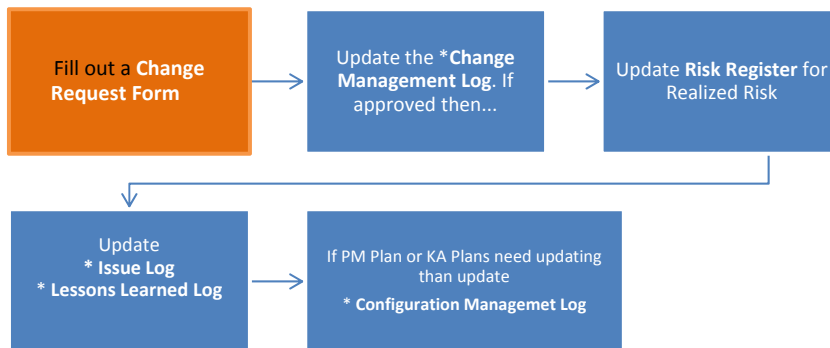 Fill out a Change
Request Form
Update the *Change
Management Log. If
approved then...
Update Risk Register for
Realized Risk
Update
* Issue Log
* Lessons Learned Log
If PM Plan or KA Plans need updating
than update
* Configuration Managemet Log